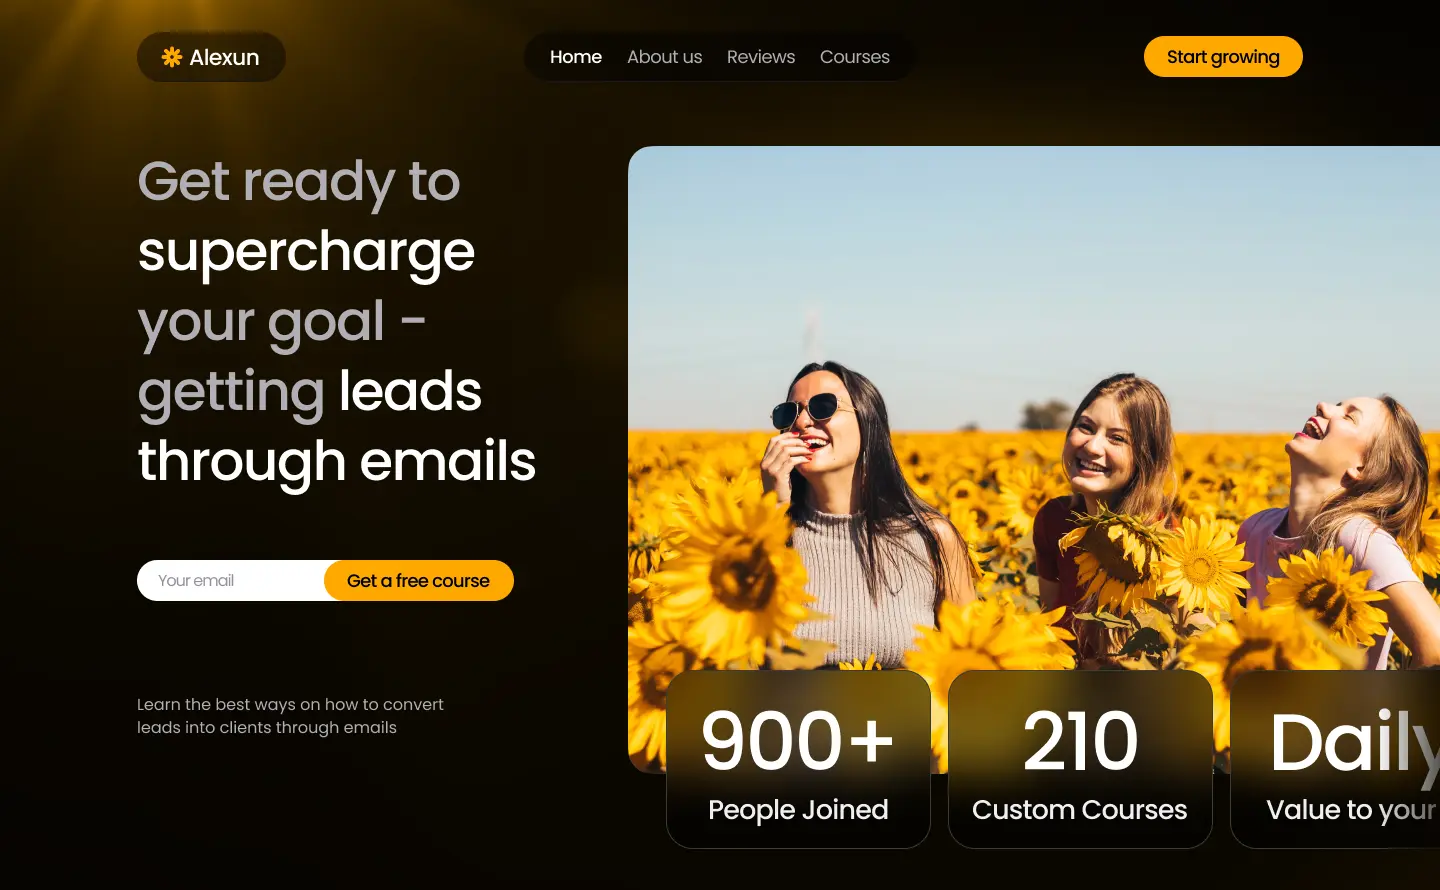 Alexun
Home About us Reviews Courses
Start growing
Get ready to
supercharge
your goal -
getting leads
through emails
Your email
Get a free course
Learn the best ways on how to convert
leads into clients through emails
900+
People Joined
210
Custom Courses
Daily
Value to your